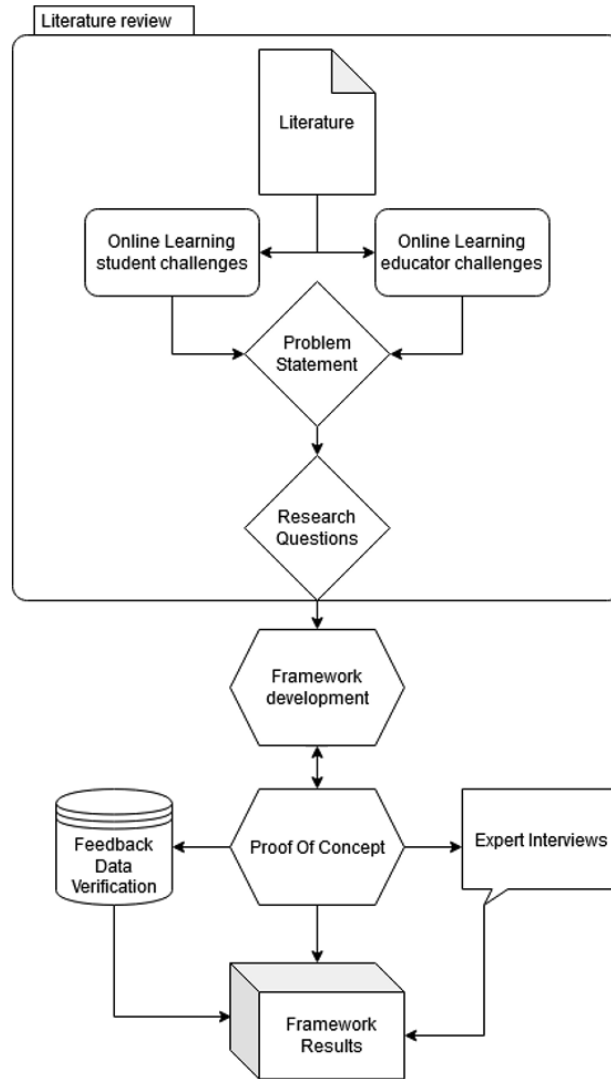 Literature review
Literature
Online Learning
student challenges
Online Learning
educator challenges
Problem
Statement
Research
Questions
Framework
development
Feedback
Data
Verification
Proof Of Concept
Expert Interviews
Framework
Results